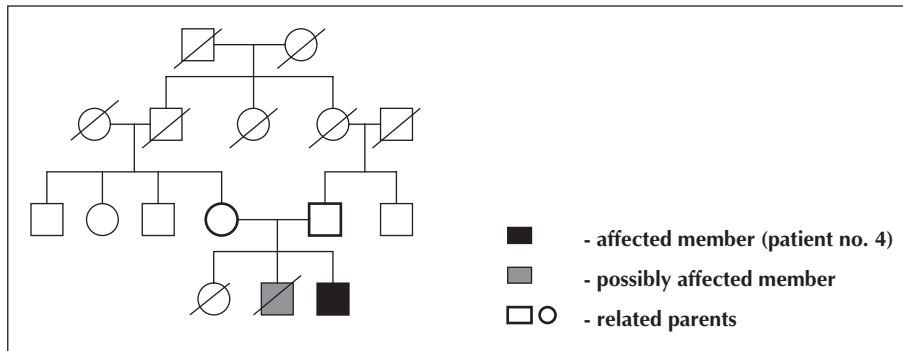 - affected member (patient no. 4)
- possibly affected member
- related parents